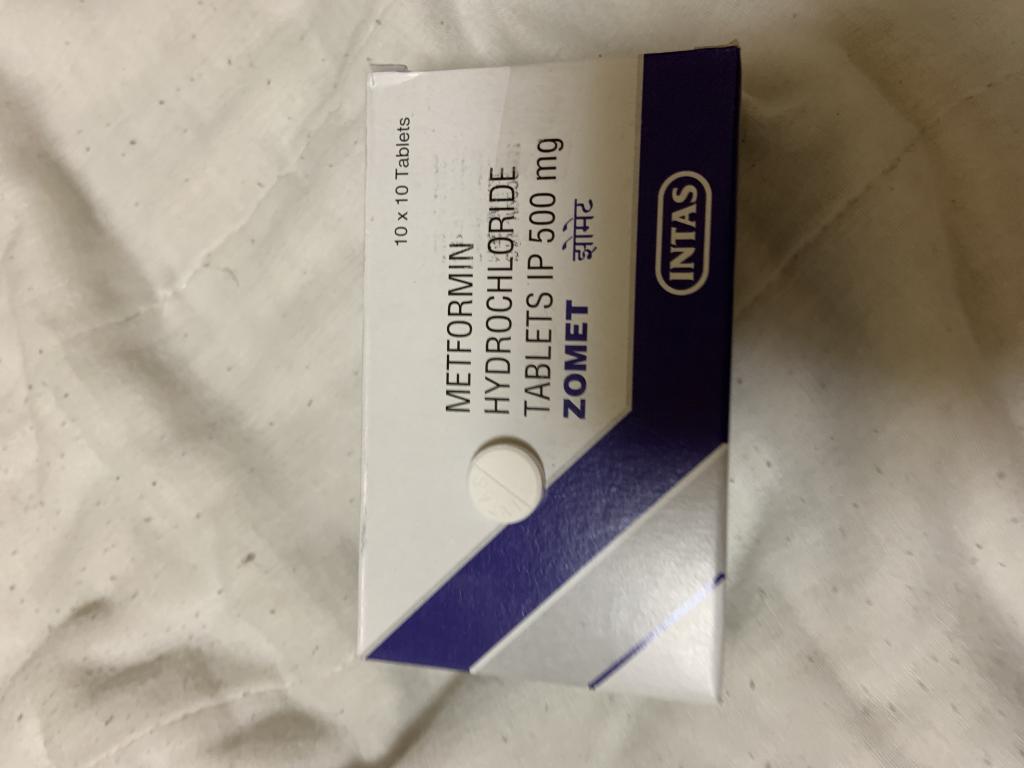 10 x 10 Tablets
METFORMIN
HYDROCHLORIDE
TABLETS IP 500 mg
ZOMET झोमेट
INTAS